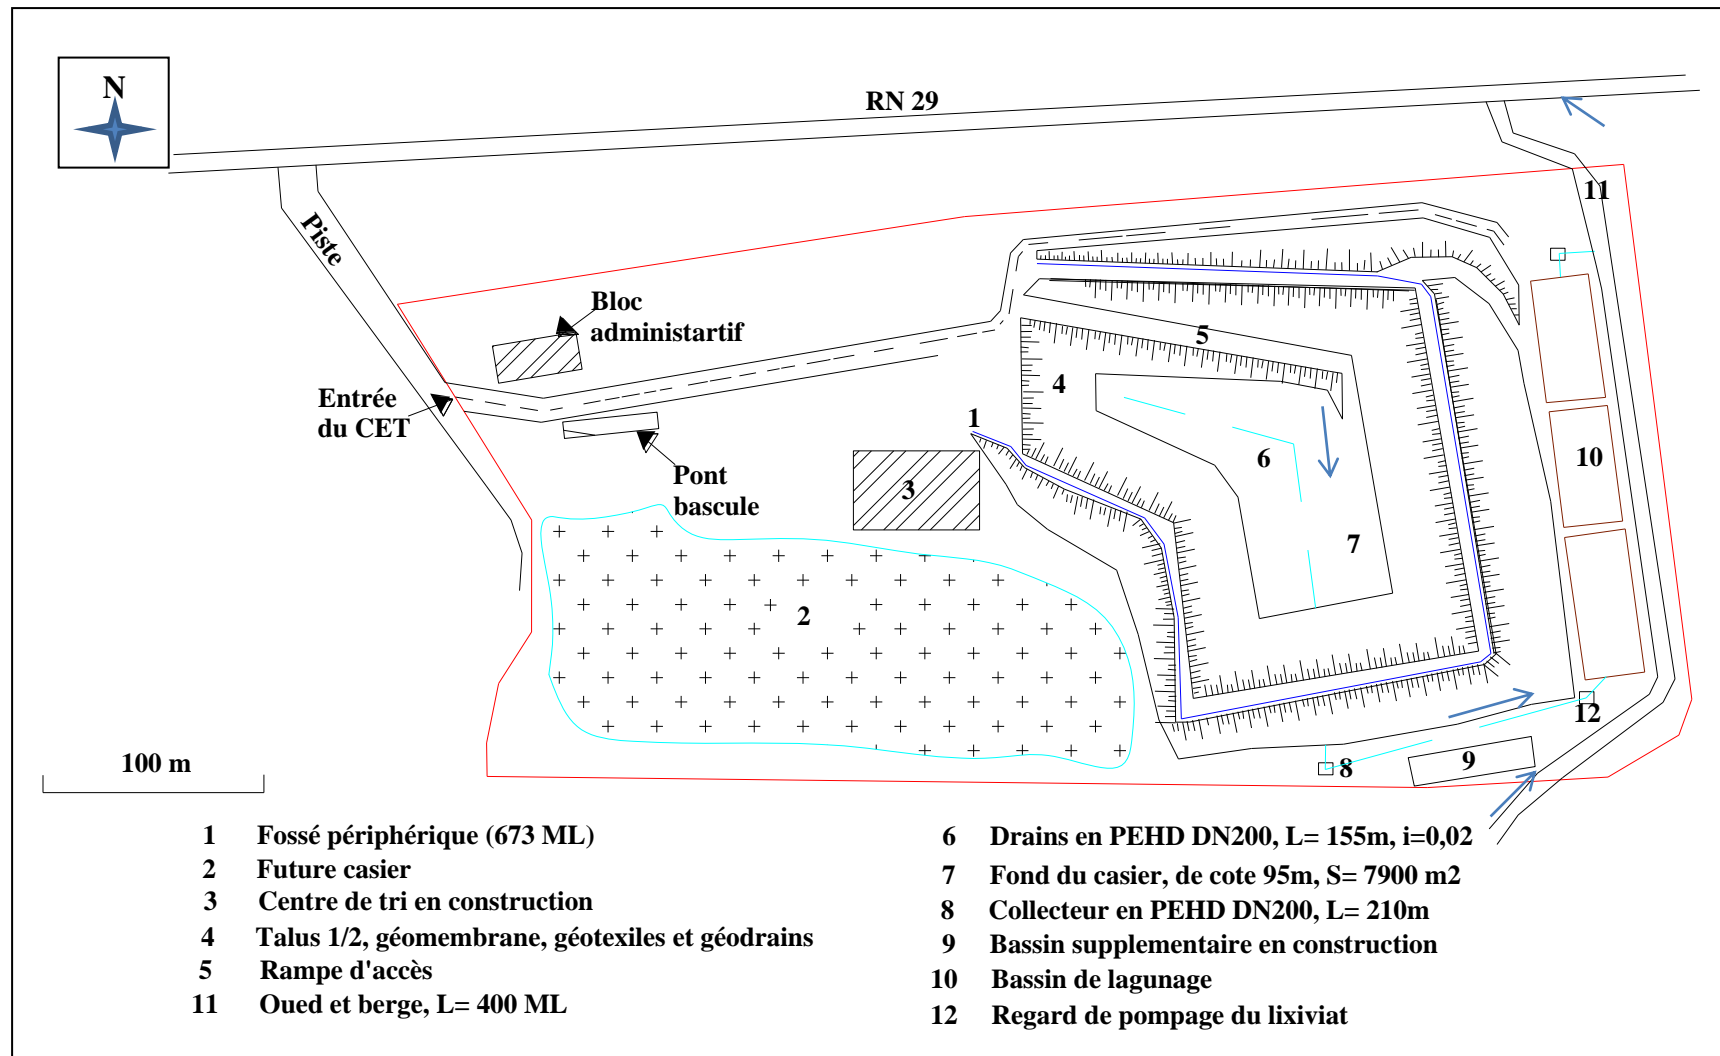 N
RN 29
11
Piste
Bloc
administartif
5
4
Entrée
du CET
1
6
10
Pont
bascule
3
7
2
12
100 m
8
9
1 Fossé périphérique (673 ML)
2 Future casier
3 Centre de tri en construction
4 Talus 1/2, géomembrane, géotexiles et géodrains
5 Rampe d'accès
11 Oued et berge, L= 400 ML
6 Drains en PEHD DN200, L= 155m, i=0,02
7 Fond du casier, de cote 95m, S= 7900 m2
8 Collecteur en PEHD DN200, L= 210m
9 Bassin supplementaire en construction
10 Bassin de lagunage
12 Regard de pompage du lixiviat